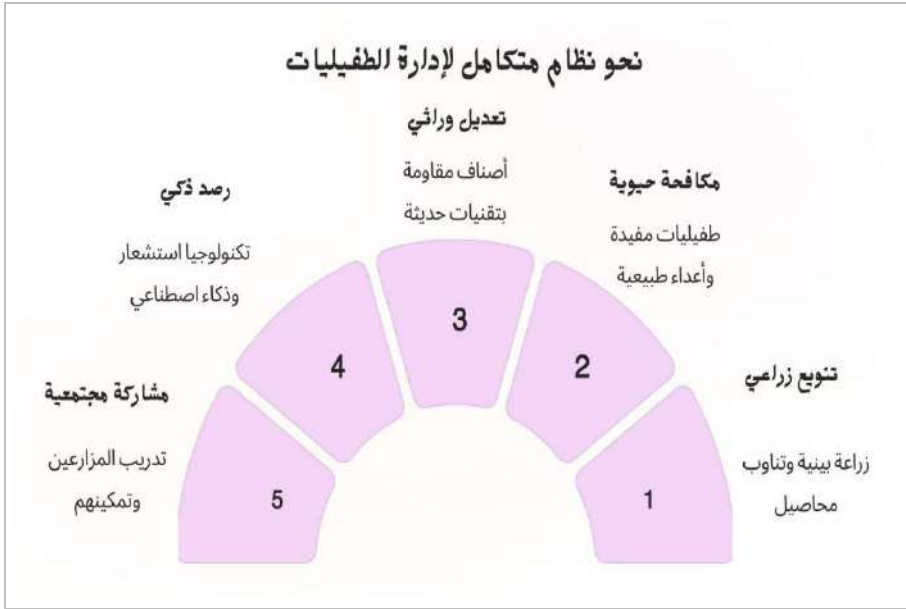 نحو نظام متكامل لإدارة الطفيليات
تنويع زراعي
زراعة بينية وتناوب
محاصيل
1
مكافحة حيوية
طفيليات مفيدة
وأعداء طبيعية
2
تعديل وراثي
أصناف مقاومة
بتقنيات حديثة
3
رصد ذكي
تكنولوجيا استشعار
وذكاء اصطناعي
4
مشاركة مجتمعية
تدريب المزارعين
وتمكينهم
5